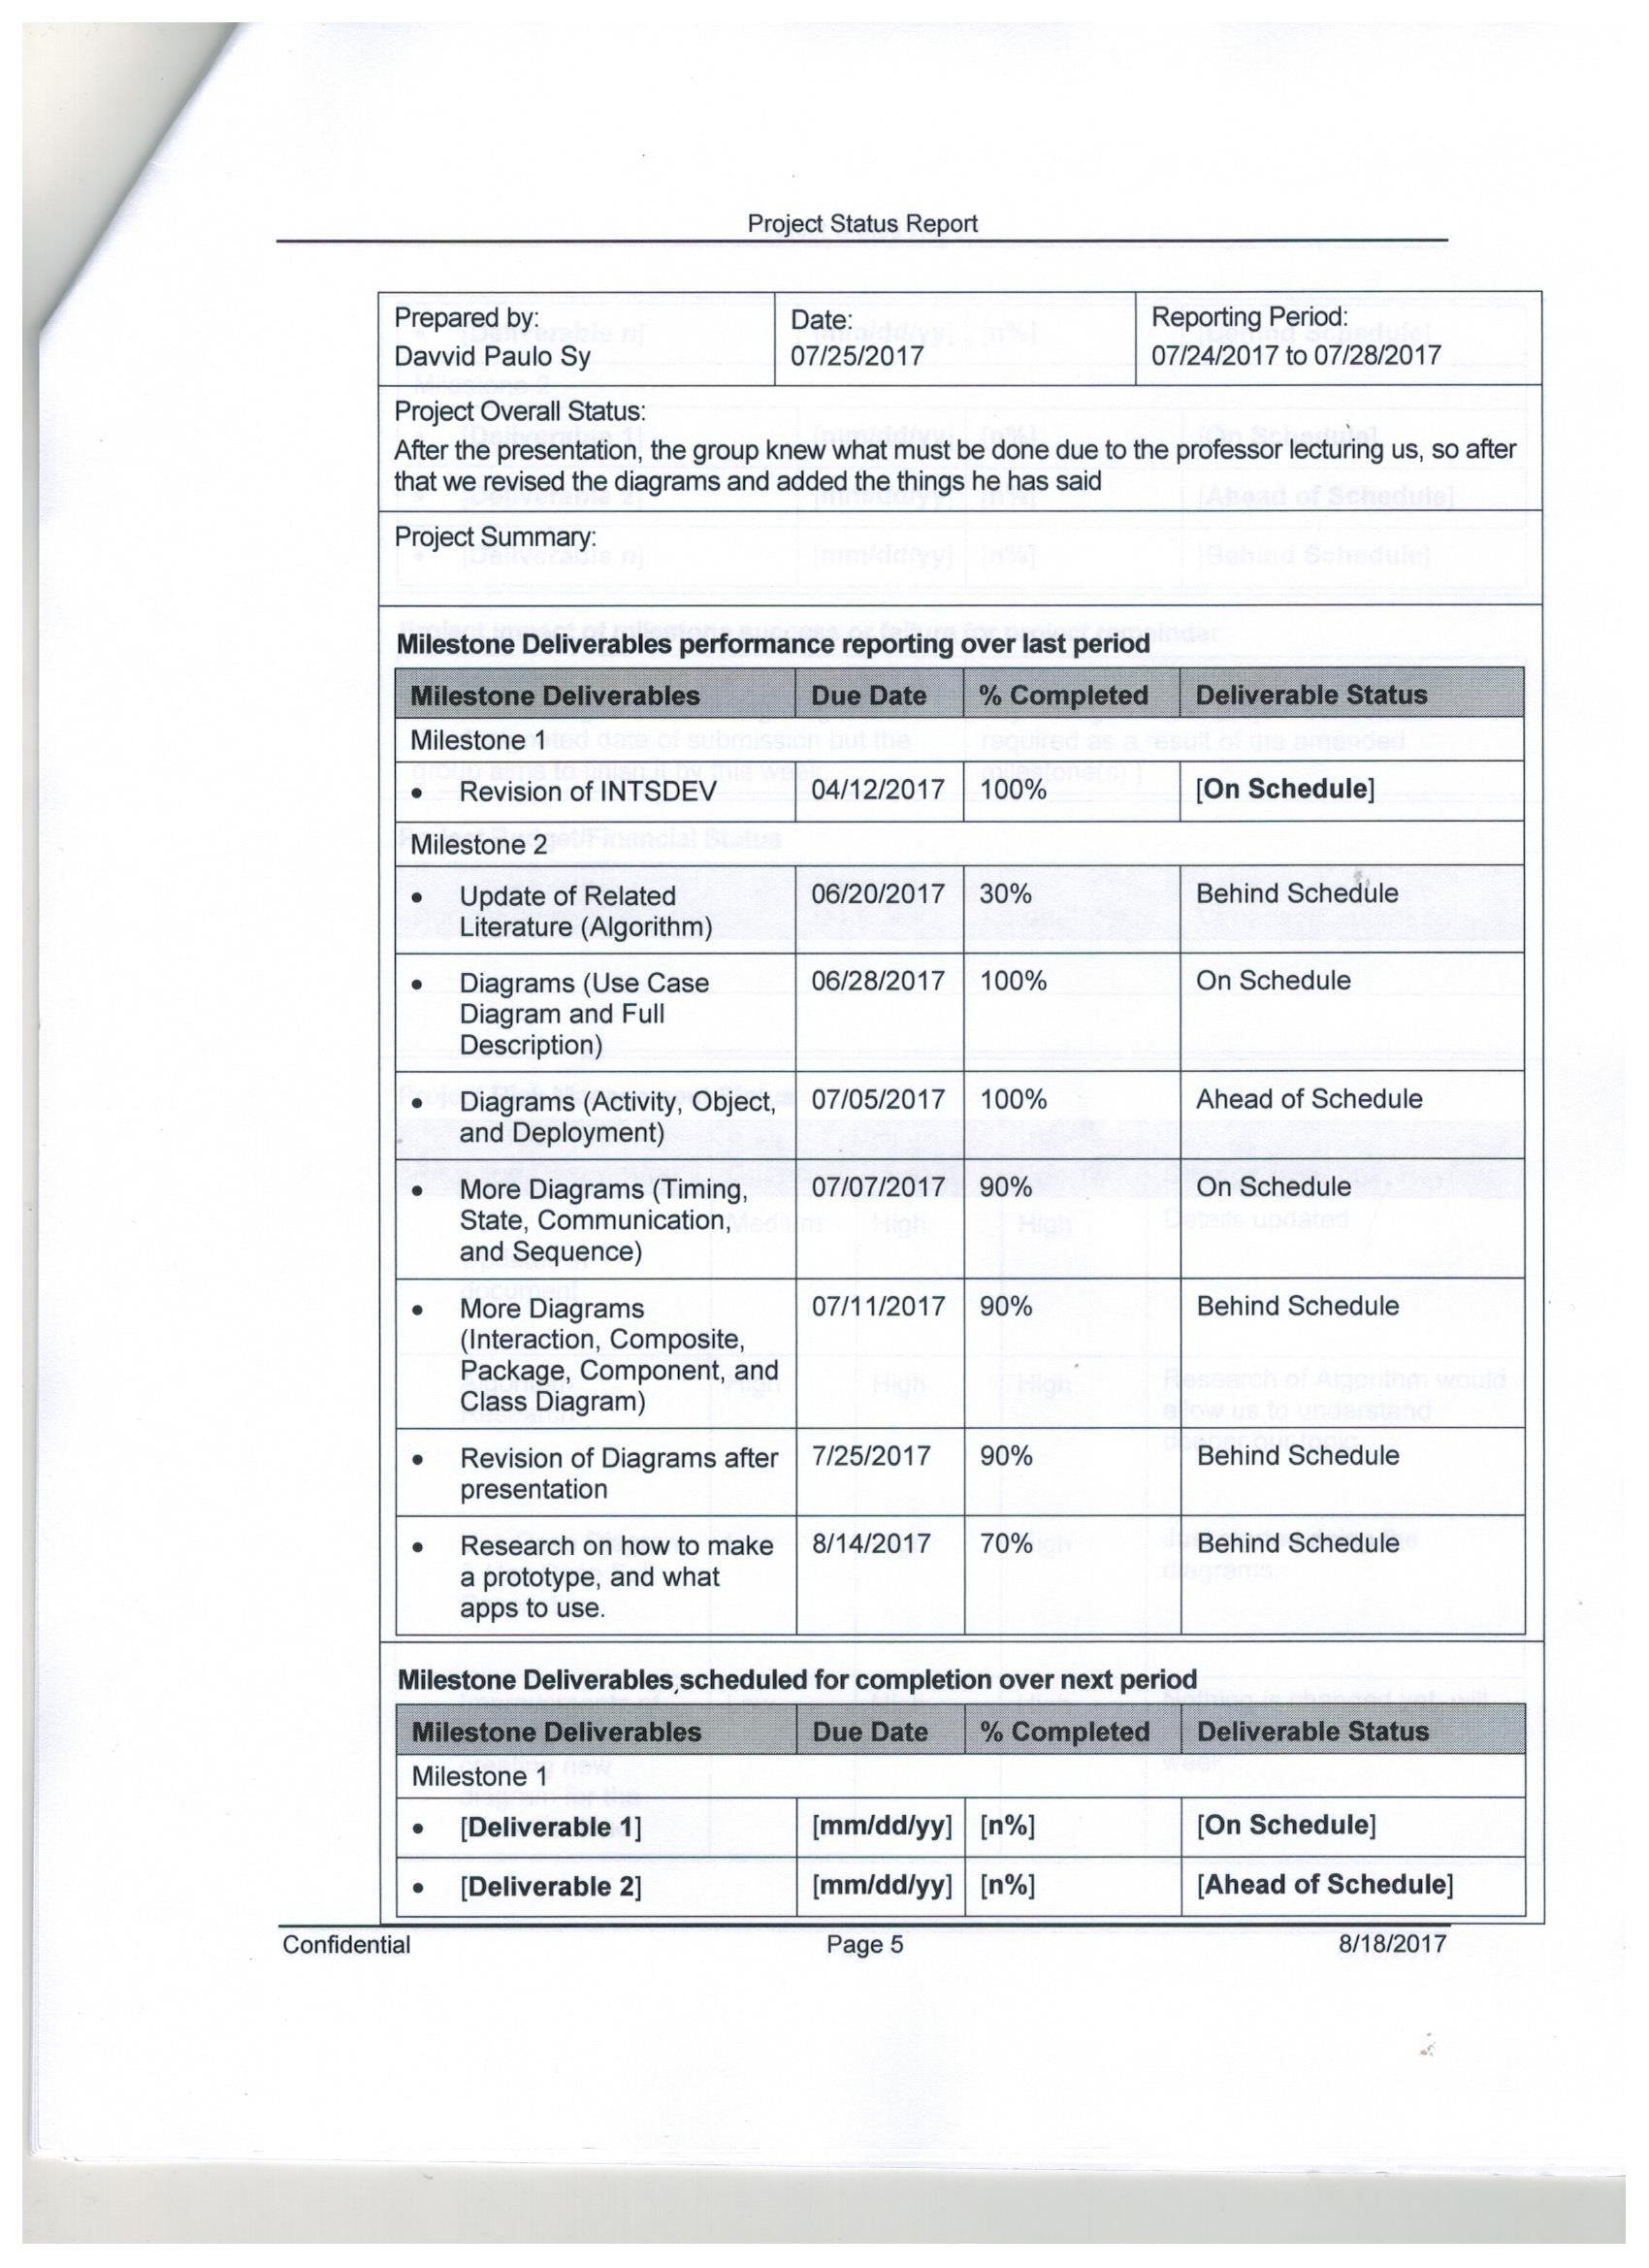 Project Status Report
Prepared by:
Davvid Paulo Sy
Date:
07/25/2017
Reporting Period:
07/24/2017 to 07/28/2017
Project Overall Status:
After the presentation, the group knew what must be done due to the professor lecturing us, so after
that we revised the diagrams and added the things he has said
Project Summary:
Milestone Deliverables performance reporting over last period
Milestone Deliverables Due Date % Completed Deliverable Status
Milestone 1
• Revision of INTSDEV 04/12/2017 100% [On Schedule]
Milestone 2
• Update of Related 06/20/2017 30% Behind Schedule
Literature (Algorithm)
• Diagrams (Use Case 06/28/2017 100% On Schedule
Diagram and Full
Description)
• Diagrams (Activity, Object, 07/05/2017 100% Ahead of Schedule
and Deployment)
• More Diagrams (Timing, 07/07/2017 90% On Schedule
State, Communication,
and Sequence)
• More Diagrams 07/11/2017 90% Behind Schedule
(Interaction, Composite,
Package, Component, and
Class Diagram)
• Revision of Diagrams after 7/25/2017 90% Behind Schedule
presentation
• Research on how to make 8/14/2017 70% Behind Schedule
a prototype, and what
apps to use.
Milestone Deliverables scheduled for completion over next period
Milestone Deliverables Due Date % Completed Deliverable Status
Milestone 1
• [Deliverable 1] [mm/dd/yy] [n%] [On Schedule]
• [Deliverable 2] [mm/dd/yy] [n%] [Ahead of Schedule]
Confidential Page 5 8/18/2017